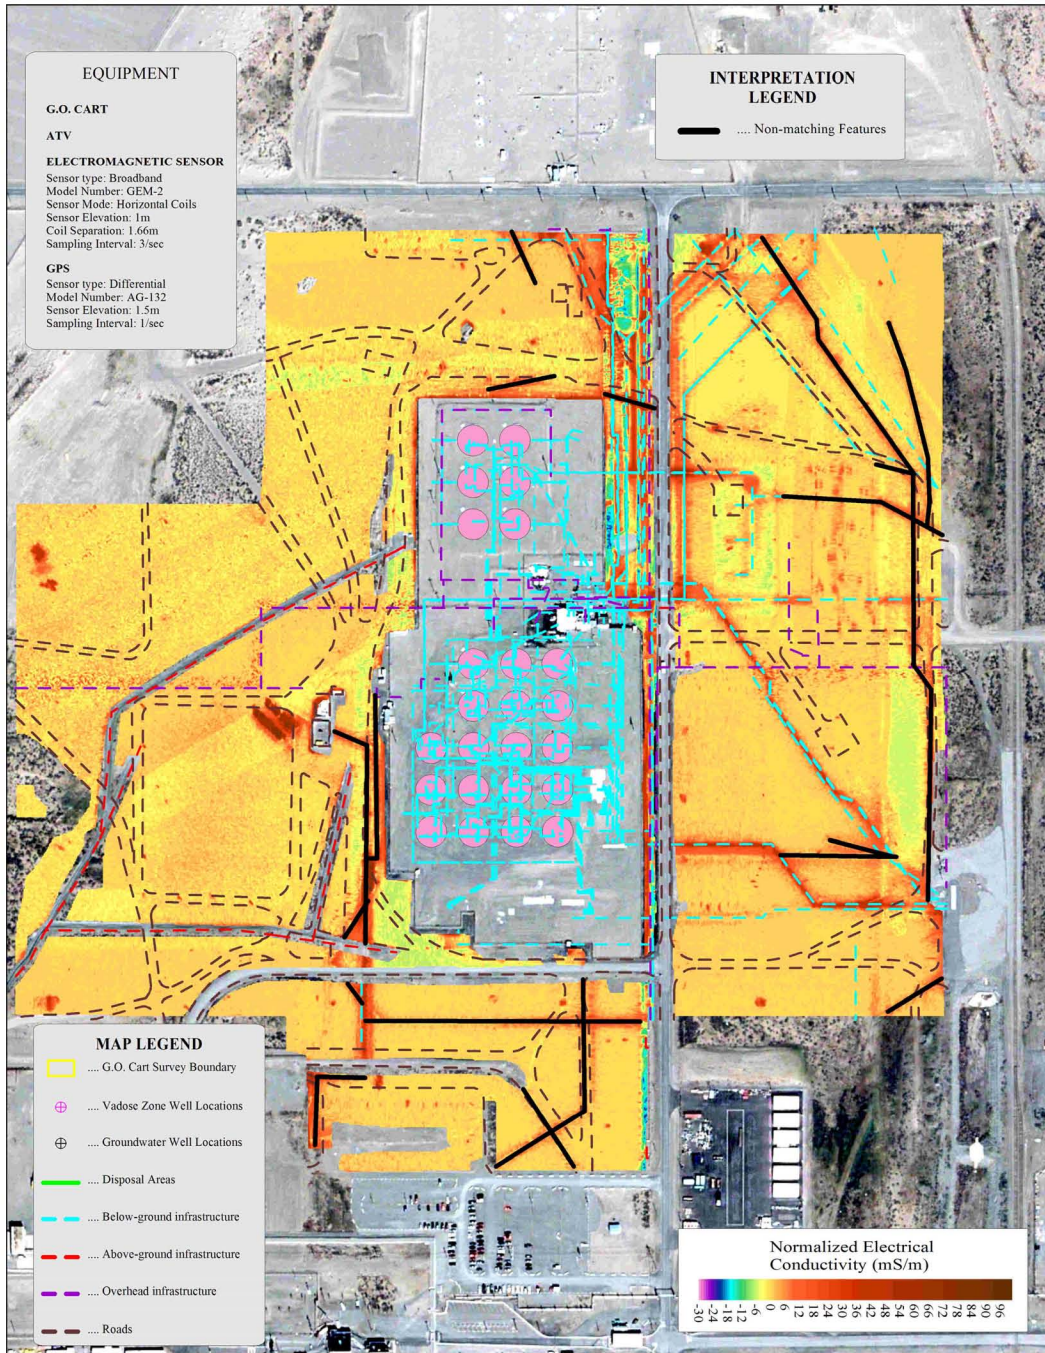 EQUIPMENT
G.O. CART
ATV
ELECTROMAGNETIC SENSOR
Sensor type: Broadband
Model Number: GEM-2
Sensor Mode: Horizontal Coils
Sensor Elevation: 1m
Coil Separation: 1.66m
Sampling Interval: 3/sec
GPS
Sensor type: Differential
Model Number: AG-132
Sensor Elevation: 1.5m
Sampling Interval: 1/sec
INTERPRETATION
LEGEND
.... Non-matching Features
MAP LEGEND
.... G.O. Cart Survey Boundary
.... Vadose Zone Well Locations
.... Groundwater Well Locations
.... Disposal Areas
.... Below-ground infrastructure
.... Above-ground infrastructure
.... Overhead infrastructure
.... Roads
Normalized Electrical
Conductivity (mS/m)
-30 -24 -18 -12 -6 0 6 12 18 24 30 36 42 48 54 60 66 72 78 84 90 96